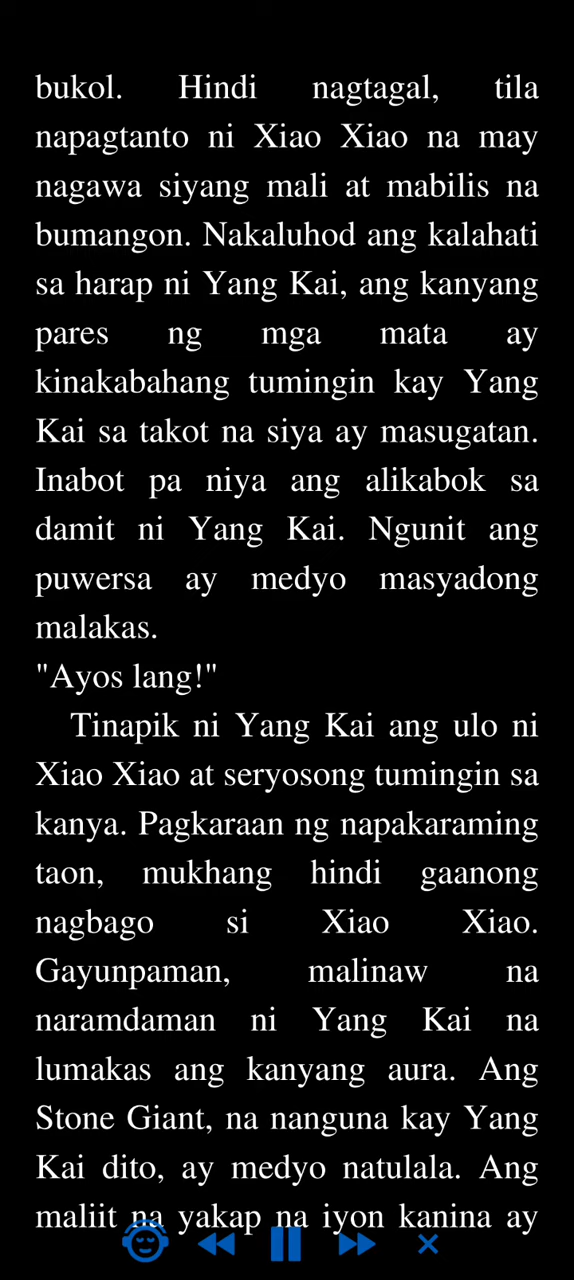 bukol. Hindi nagtagal, tila
napagtanto ni Xiao Xiao na may
nagawa siyang mali at mabilis na
bumangon. Nakaluhod ang kalahati
sa harap ni Yang Kai, ang kanyang
pares ng mga mata ay
kinakabahang tumingin kay Yang
Kai sa takot na siya ay masugatan.
Inabot pa niya ang alikabok sa
damit ni Yang Kai. Ngunit ang
puwersa ay medyo masyadong
malakas.
"Ayos lang!"
Tinapik ni Yang Kai ang ulo ni
Xiao Xiao at seryosong tumingin sa
kanya. Pagkaraan ng napakaraming
taon, mukhang hindi gaanong
nagbago si Xiao Xiao.
Gayunpaman, malinaw na
naramdaman ni Yang Kai na
lumakas ang kanyang aura. Ang
Stone Giant, na nanguna kay Yang
Kai dito, ay medyo natulala. Ang
maliit na yakap na iyon kanina ay